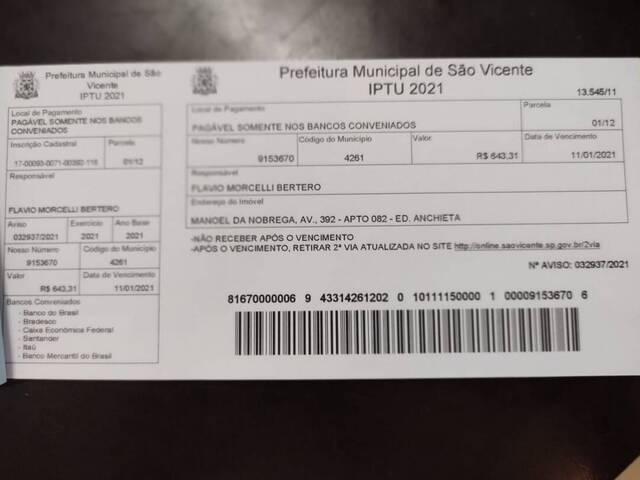 Prefeitura Municipal de São
Vicente
IPTU 2021
Local de Pagamento
PAGÁVEL SOMENTE NOS BANCOS
CONVENIADOS
Inscrição Cadastral Parcela
17-00093-0071-00392-116 01/12
Responsável
FLAVIO MORCELLI BERTERO
Aviso Exercício Ano Base
032937/2021 2021 2021
Nosso Número Código do Município
9153670 4261
Valor Data de Vencimento
R$ 643,31 11/01/2021
Bancos Conveniados
- Banco do Brasil
- Bradesco
- Caixa Econômica Federal
- Santander
- Itaú
- Banco Mercantil do Brasil
Prefeitura Municipal de São Vicente
IPTU 2021
13.545/11
Local de Pagamento Parcela
PAGÁVEL SOMENTE NOS BANCOS CONVENIADOS 01/12
Nosso Número Código do Município Valor Data de Vencimento
9153670 4261 R$ 643,31 11/01/2021
Responsável
FLAVIO MORCELLI BERTERO
Endereço do Imóvel
MANOEL DA NOBREGA, AV., 392 - APTO 082 - ED. ANCHIETA
-NÃO RECEBER APÓS O VENCIMENTO
-APÓS O VENCIMENTO, RETIRAR 2ª VIA ATUALIZADA NO SITE http://online.saovicente.sp.gov.br/2via
Nº AVISO: 032937/2021
81670000006 9 43314261202 0 10111150000 1 00009153670 6